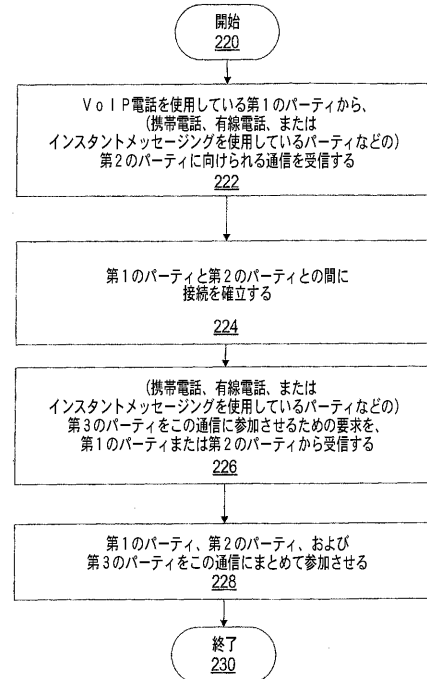 開始
220
VoIP電話を使用している第1のパーティから、
(携帯電話、有線電話、または
インスタントメッセージングを使用しているパーティなどの)
第2のパーティに向けられる通信を受信する
222
第1のパーティと第2のパーティとの間に
接続を確立する
224
(携帯電話、有線電話、または
インスタントメッセージングを使用しているパーティなどの)
第3のパーティをこの通信に参加させるための要求を、
第1のパーティまたは第2のパーティから受信する
226
第1のパーティ、第2のパーティ、および
第3のパーティをこの通信にまとめて参加させる
228
終了
230